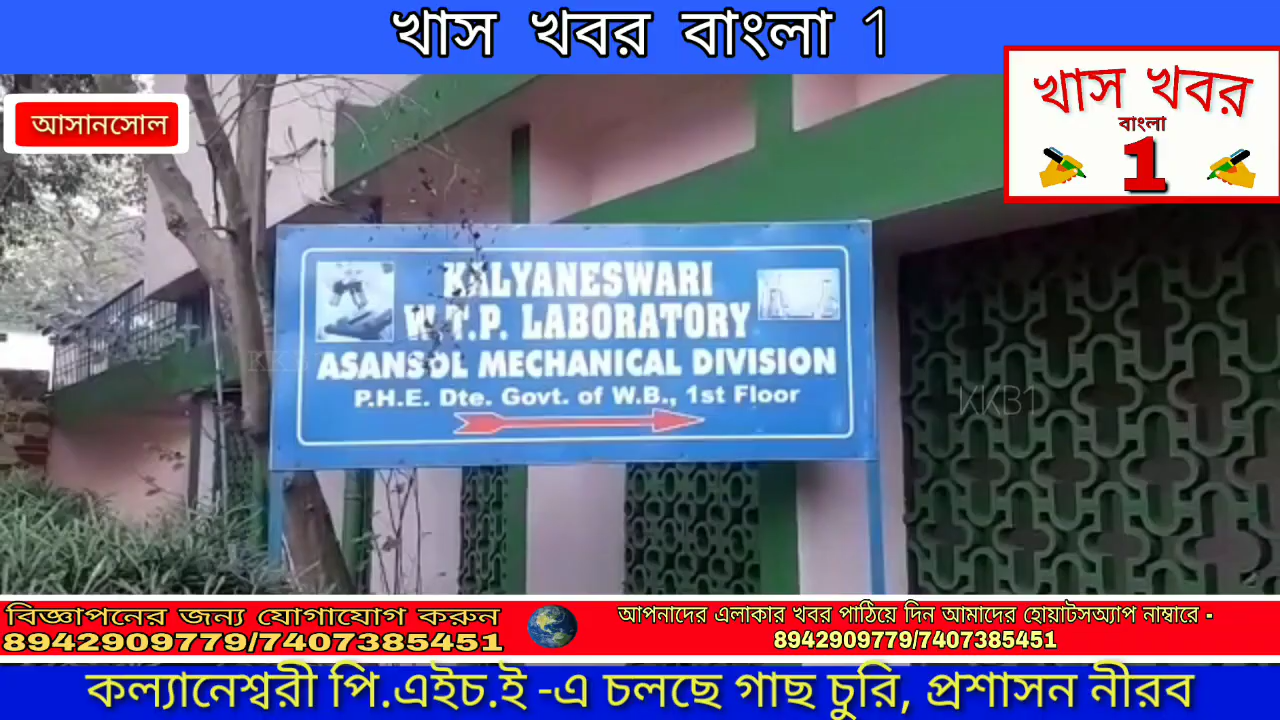 খাস খবর বাংলা 1
খাস খবর
বাংলা
1
আসানসোল
KALYANESWARI
W.T.P. LABORATORY
ASANSOL MECHANICAL DIVISION
P.H.E. Dte. Govt. of W.B., 1st Floor
KKB1
KKB1
বিজ্ঞাপনের জন্য যোগাযোগ করুন
8942909779/7407385451
আপনাদের এলাকার খবর পাঠিয়ে দিন আমাদের হোয়াটসঅ্যাপ নাম্বারে -
8942909779/7407385451
কল্যানেশ্বরী পি.এইচ.ই -এ চলছে গাছ চুরি, প্রশাসন নীরব